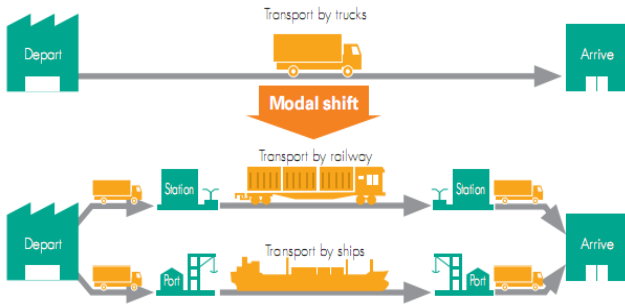 Transport by trucks
Depart
Arrive
Modal shift
Transport by railway
Station
Station
Depart
Arrive
Transport by ships
Port
Port